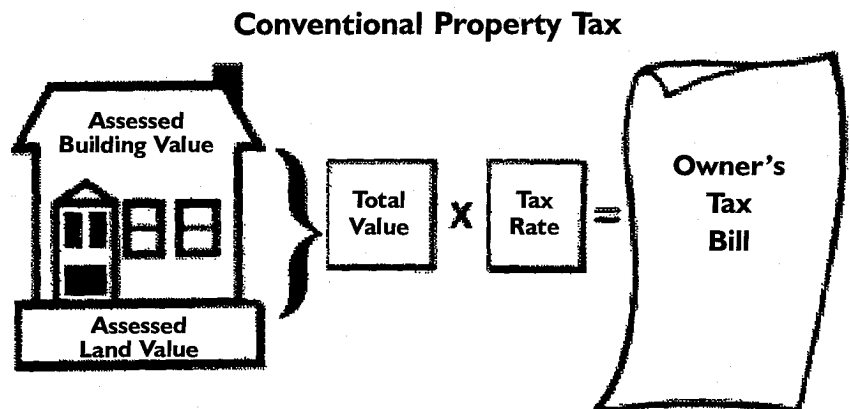 Conventional Property Tax
Assessed
Building Value
Assessed
Land Value
Total
Value
X
Tax
Rate
=
Owner's
Tax
Bill